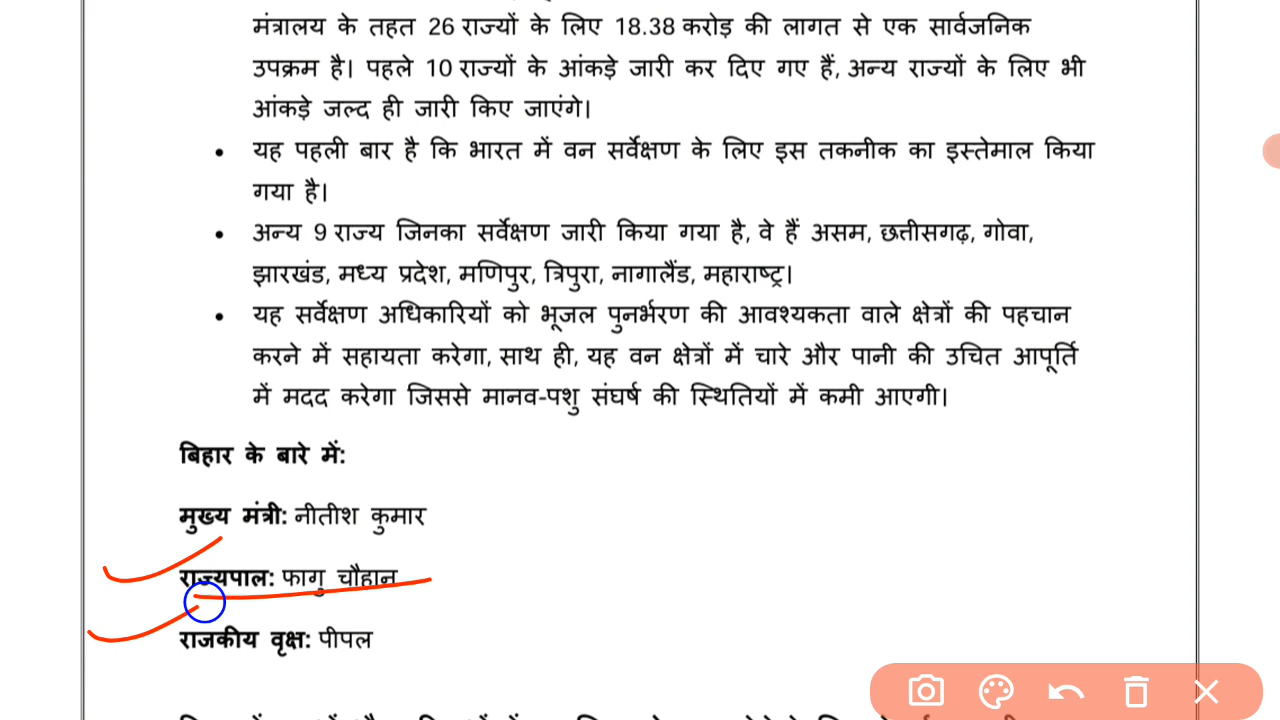 मंत्रालय के तहत 26 राज्यों के लिए 18.38 करोड़ की लागत से एक सार्वजनिक
उपक्रम है। पहले 10 राज्यों के आंकड़े जारी कर दिए गए हैं, अन्य राज्यों के लिए भी
आंकड़े जल्द ही जारी किए जाएंगे।
• यह पहली बार है कि भारत में वन सर्वेक्षण के लिए इस तकनीक का इस्तेमाल किया
गया है।
• अन्य 9 राज्य जिनका सर्वेक्षण जारी किया गया है, वे हैं असम, छत्तीसगढ़, गोवा,
झारखंड, मध्य प्रदेश, मणिपुर, त्रिपुरा, नागालैंड, महाराष्ट्र।
• यह सर्वेक्षण अधिकारियों को भूजल पुनर्भरण की आवश्यकता वाले क्षेत्रों की पहचान
करने में सहायता करेगा, साथ ही, यह वन क्षेत्रों में चारे और पानी की उचित आपूर्ति
में मदद करेगा जिससे मानव-पशु संघर्ष की स्थितियों में कमी आएगी।
बिहार के बारे में:
मुख्य मंत्री: नीतीश कुमार
राज्यपाल: फागु चौहान
राजकीय वृक्ष: पीपल